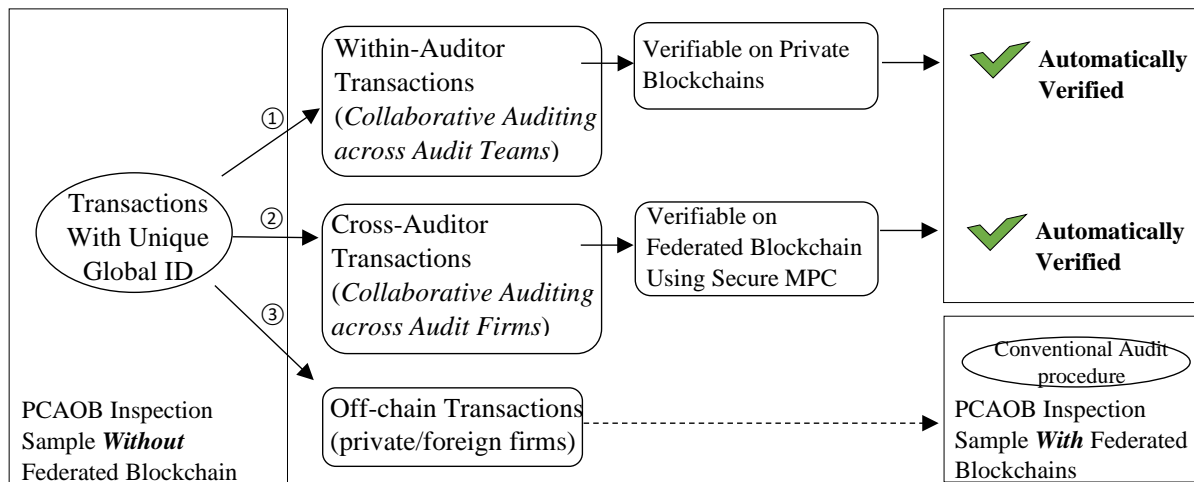 Transactions
With Unique
Global ID
PCAOB Inspection
Sample Without
Federated Blockchain
①
②
③
Within-Auditor
Transactions
(Collaborative Auditing
across Audit Teams)
Verifiable on Private
Blockchains
Automatically
Verified
Cross-Auditor
Transactions
(Collaborative Auditing
across Audit Firms)
Verifiable on
Federated Blockchain
Using Secure MPC
Automatically
Verified
Off-chain Transactions
(private/foreign firms)
Conventional Audit
procedure
PCAOB Inspection
Sample With Federated
Blockchains